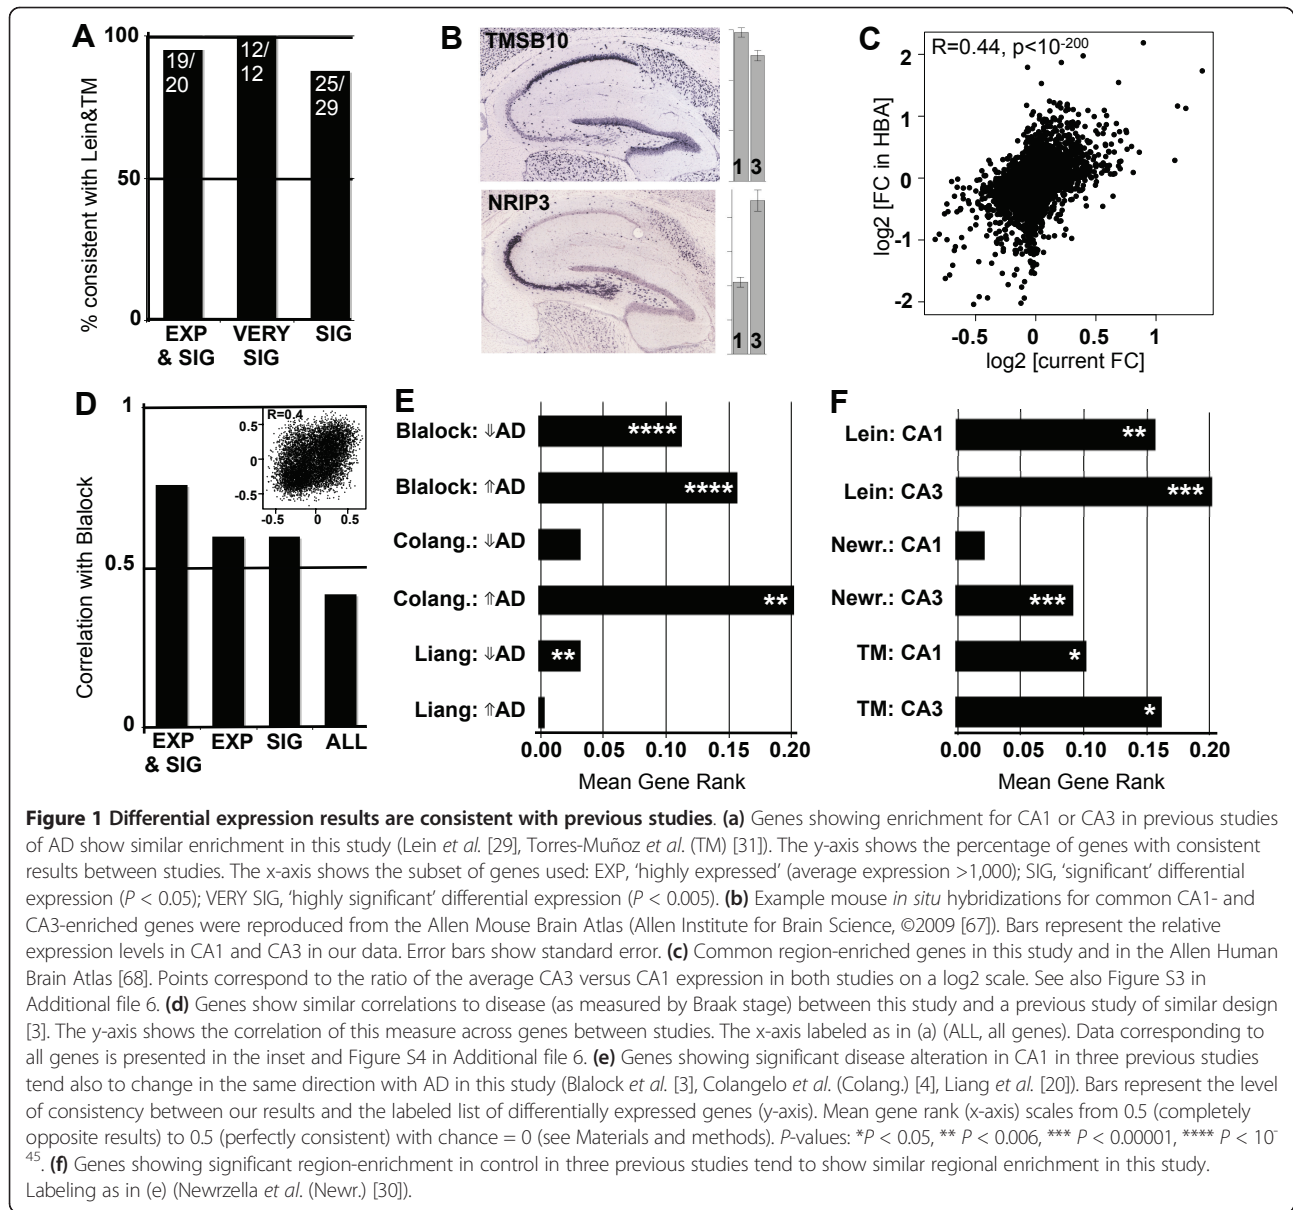 A
100
50
0
% consistent with Lein&TM
19/
20
12/
12
25/
29
EXP
& SIG
VERY
SIG
SIG
B
TMSB10
1 3
NRIP3
1 3
C
R=0.44, p<10-200
2
1
0
-1
-2
log2 [FC in HBA]
-0.5 0 0.5 1
log2 [current FC]
D
1
0.5
0
Correlation with Blalock
R=0.4
0.5
0
-0.5
-0.5 0 0.5
EXP
& SIG
EXP
SIG
ALL
E
Blalock: ⇓AD ****
Blalock: ⇑AD ****
Colang.: ⇓AD
Colang.: ⇑AD **
Liang: ⇓AD **
Liang: ⇑AD
0.00 0.05 0.10 0.15 0.20
Mean Gene Rank
F
Lein: CA1 **
Lein: CA3 ***
Newr.: CA1
Newr.: CA3 ***
TM: CA1 *
TM: CA3 *
0.00 0.05 0.10 0.15 0.20
Mean Gene Rank
Figure 1 Differential expression results are consistent with previous studies. (a) Genes showing enrichment for CA1 or CA3 in previous studies
of AD show similar enrichment in this study (Lein et al. [29], Torres-Muñoz et al. (TM) [31]). The y-axis shows the percentage of genes with consistent
results between studies. The x-axis shows the subset of genes used: EXP, ‘highly expressed’ (average expression >1,000); SIG, ‘significant’ differential
expression (P < 0.05); VERY SIG, ‘highly significant’ differential expression (P < 0.005). (b) Example mouse in situ hybridizations for common CA1- and
CA3-enriched genes were reproduced from the Allen Mouse Brain Atlas (Allen Institute for Brain Science, ©2009 [67]). Bars represent the relative
expression levels in CA1 and CA3 in our data. Error bars show standard error. (c) Common region-enriched genes in this study and in the Allen Human
Brain Atlas [68]. Points correspond to the ratio of the average CA3 versus CA1 expression in both studies on a log2 scale. See also Figure S3 in
Additional file 6. (d) Genes show similar correlations to disease (as measured by Braak stage) between this study and a previous study of similar design
[3]. The y-axis shows the correlation of this measure across genes between studies. The x-axis labeled as in (a) (ALL, all genes). Data corresponding to
all genes is presented in the inset and Figure S4 in Additional file 6. (e) Genes showing significant disease alteration in CA1 in three previous studies
tend also to change in the same direction with AD in this study (Blalock et al. [3], Colangelo et al. (Colang.) [4], Liang et al. [20]). Bars represent the level
of consistency between our results and the labeled list of differentially expressed genes (y-axis). Mean gene rank (x-axis) scales from 0.5 (completely
opposite results) to 0.5 (perfectly consistent) with chance = 0 (see Materials and methods). P-values: *P < 0.05, ** P < 0.006, *** P < 0.00001, **** P < 10-
45. (f) Genes showing significant region-enrichment in control in three previous studies tend to show similar regional enrichment in this study.
Labeling as in (e) (Newrzella et al. (Newr.) [30]).